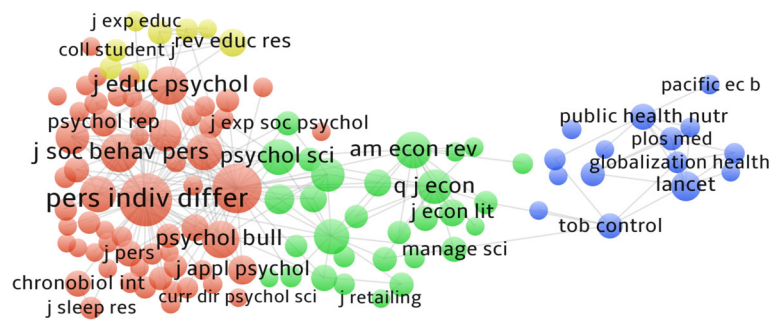 j exp educ
coll student j
rev educ res
j educ psychol
pacific ec b
psychol rep
j exp soc psychol
public health nutr
plos med
j soc behav pers
psychol sci
am econ rev
globalization health
pers indiv differ
q j econ
lancet
j econ lit
tob control
psychol bull
j pers
manage sci
j appl psychol
chronobiol int
curr dir psychol sci
j retailing
j sleep res